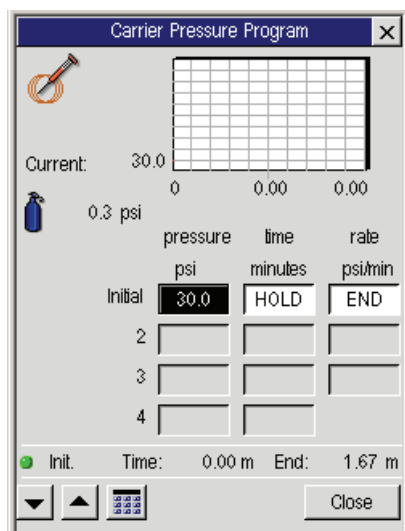 Carrier Pressure Program
30.0
Current:
0 0.00 0.00
0.3 psi
pressure time rate
psi minutes psi/min
Initial 30.0 HOLD END
2
3
4
Init. Time: 0.00 m End: 1.67 m
Close